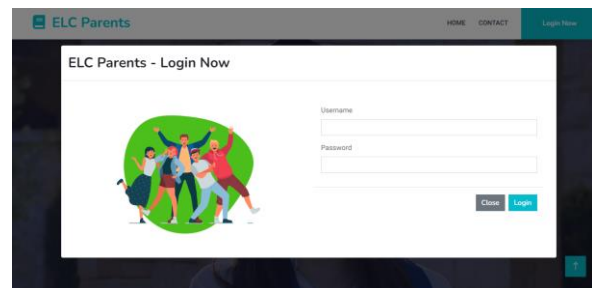 ELC Parents
HOME CONTACT Login Now
ELC Parents - Login Now
Username
Password
Close Login